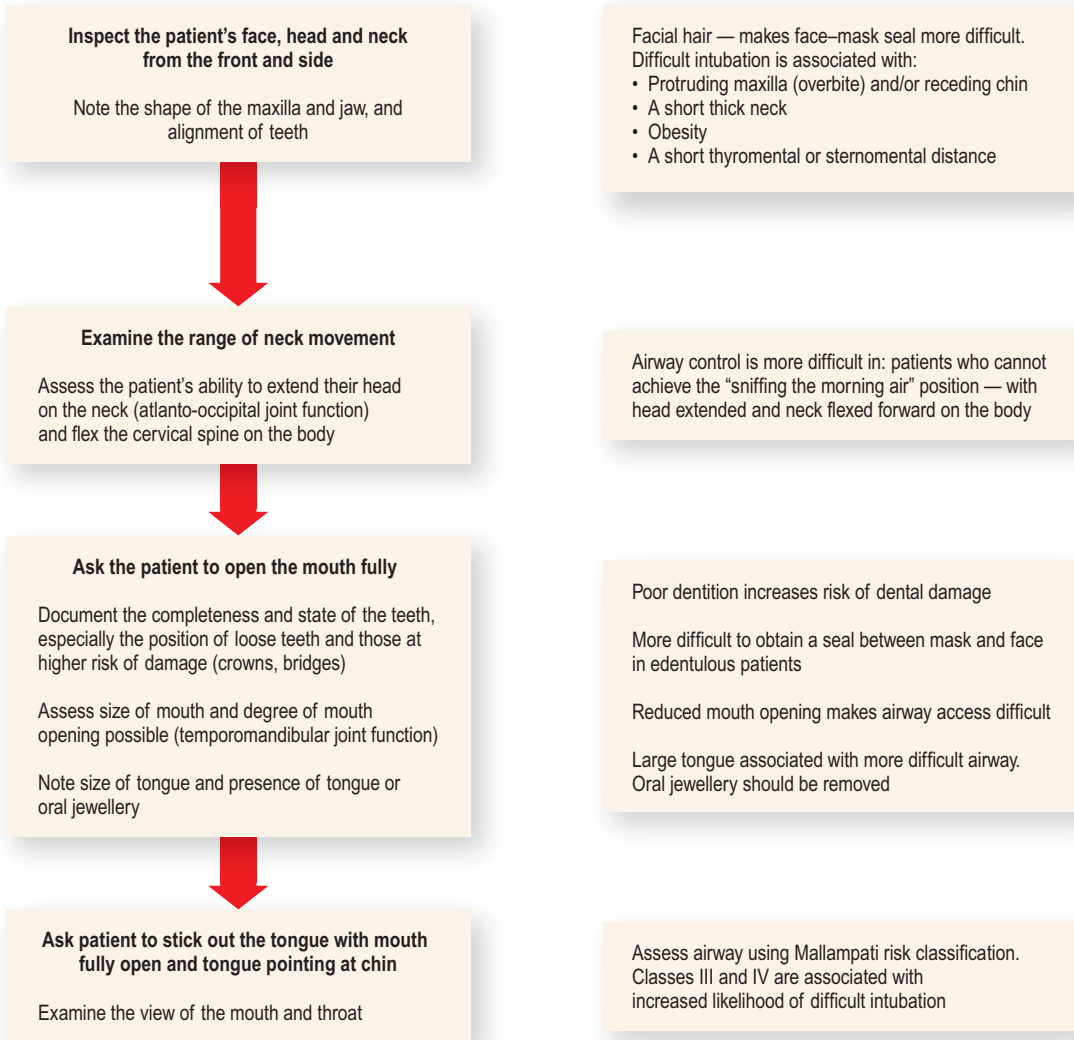 Inspect the patient’s face, head and neck
from the front and side
Note the shape of the maxilla and jaw, and
alignment of teeth
Facial hair — makes face–mask seal more difficult.
Difficult intubation is associated with:
• Protruding maxilla (overbite) and/or receding chin
• A short thick neck
• Obesity
• A short thyromental or sternomental distance
Examine the range of neck movement
Assess the patient’s ability to extend their head
on the neck (atlanto-occipital joint function)
and flex the cervical spine on the body
Airway control is more difficult in: patients who cannot
achieve the “sniffing the morning air” position — with
head extended and neck flexed forward on the body
Ask the patient to open the mouth fully
Document the completeness and state of the teeth,
especially the position of loose teeth and those at
higher risk of damage (crowns, bridges)
Assess size of mouth and degree of mouth
opening possible (temporomandibular joint function)
Note size of tongue and presence of tongue or
oral jewellery
Poor dentition increases risk of dental damage
More difficult to obtain a seal between mask and face
in edentulous patients
Reduced mouth opening makes airway access difficult
Large tongue associated with more difficult airway.
Oral jewellery should be removed
Ask patient to stick out the tongue with mouth
fully open and tongue pointing at chin
Examine the view of the mouth and throat
Assess airway using Mallampati risk classification.
Classes III and IV are associated with
increased likelihood of difficult intubation